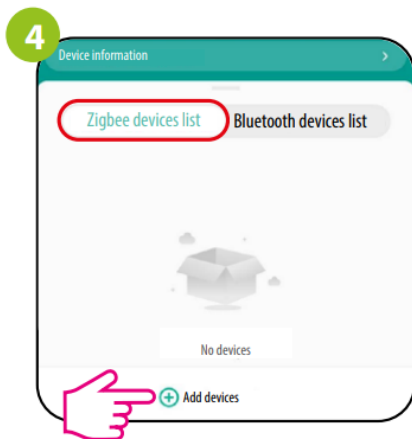 4
Device information
Zigbee devices list
Bluetooth devices list
No devices
Add devices